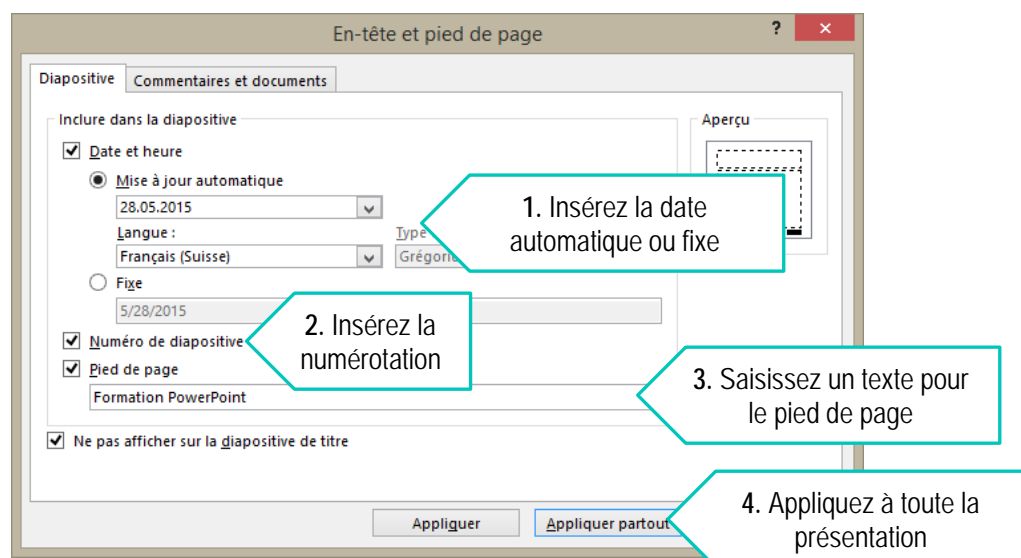 En-tête et pied de page
? ×
Diapositive Commentaires et documents
Inclure dans la diapositive
Aperçu
Date et heure
Mise à jour automatique
28.05.2015
Langue :
Type
Français (Suisse)
Fixe
5/28/2015
Numéro de diapositive
Pied de page
Formation PowerPoint
Ne pas afficher sur la diapositive de titre
Appliquer Appliquer partout
1. Insérez la date
automatique ou fixe
2. Insérez la
numérotation
3. Saisissez un texte pour
le pied de page
4. Appliquez à toute la
présentation